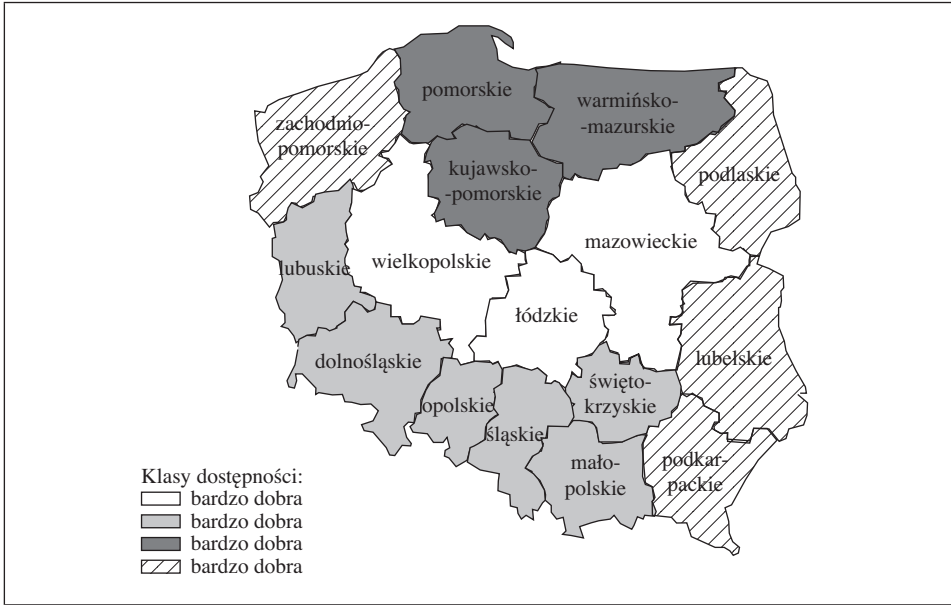 pomorskie
warmińsko-
-mazurskie
zachodnio-
pomorskie
kujawsko-
-pomorskie
podlaskie
mazowieckie
wielkopolskie
lubuskie
łódzkie
dolnośląskie
lubelskie
święto-
krzyskie
opolskie
śląskie
mało-
polskie
podkar-
packie
Klasy dostępności:
bardzo dobra
bardzo dobra
bardzo dobra
bardzo dobra